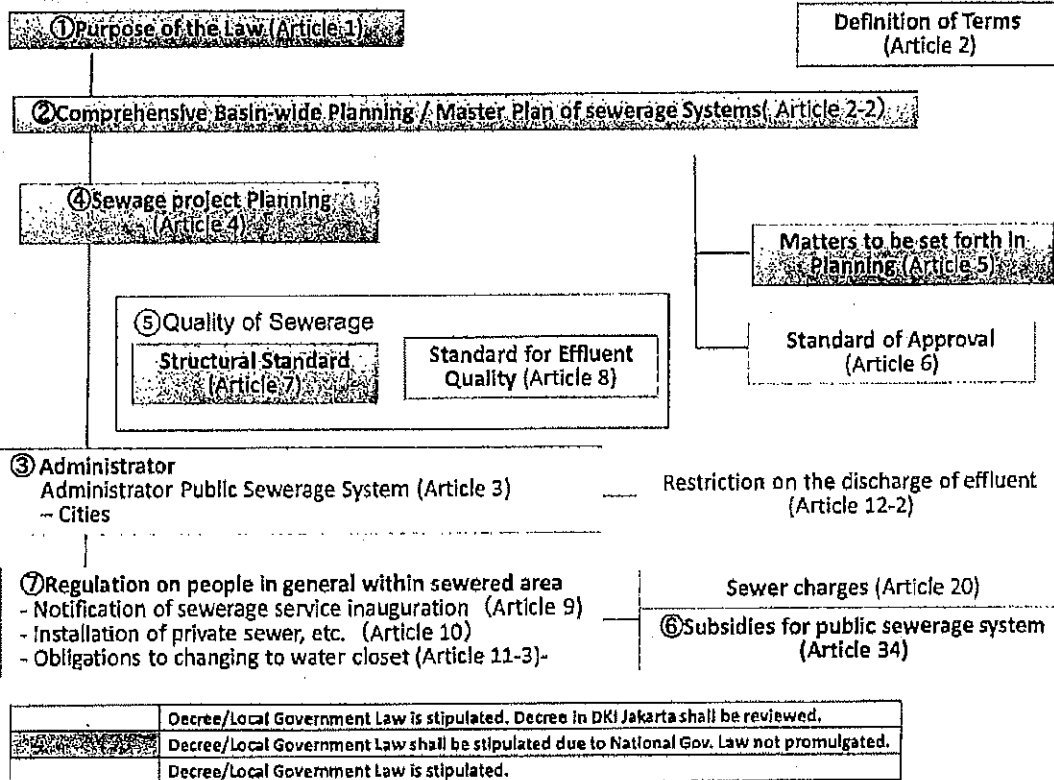 ①Purpose of the Law (Article 1)
Definition of Terms
(Article 2)
②Comprehensive Basin-wide Planning / Master Plan of sewerage Systems( Article 2-2)
④Sewage project Planning
(Article 4)
Matters to be set forth in
Planning (Article 5)
⑤Quality of Sewerage
Structural Standard
(Article 7)
Standard for Effluent
Quality (Article 8)
Standard of Approval
(Article 6)
③ Administrator
Administrator Public Sewerage System (Article 3)
– Cities
Restriction on the discharge of effluent
(Article 12-2)
⑦Regulation on people in general within sewered area
- Notification of sewerage service inauguration (Article 9)
- Installation of private sewer, etc. (Article 10)
- Obligations to changing to water closet (Article 11-3)-
Sewer charges (Article 20)
⑥Subsidies for public sewerage system
(Article 34)
Decree/Local Government Law is stipulated. Decree in DKI Jakarta shall be reviewed.
Decree/Local Government Law shall be stipulated due to National Gov. Law not promulgated.
Decree/Local Government Law is stipulated.